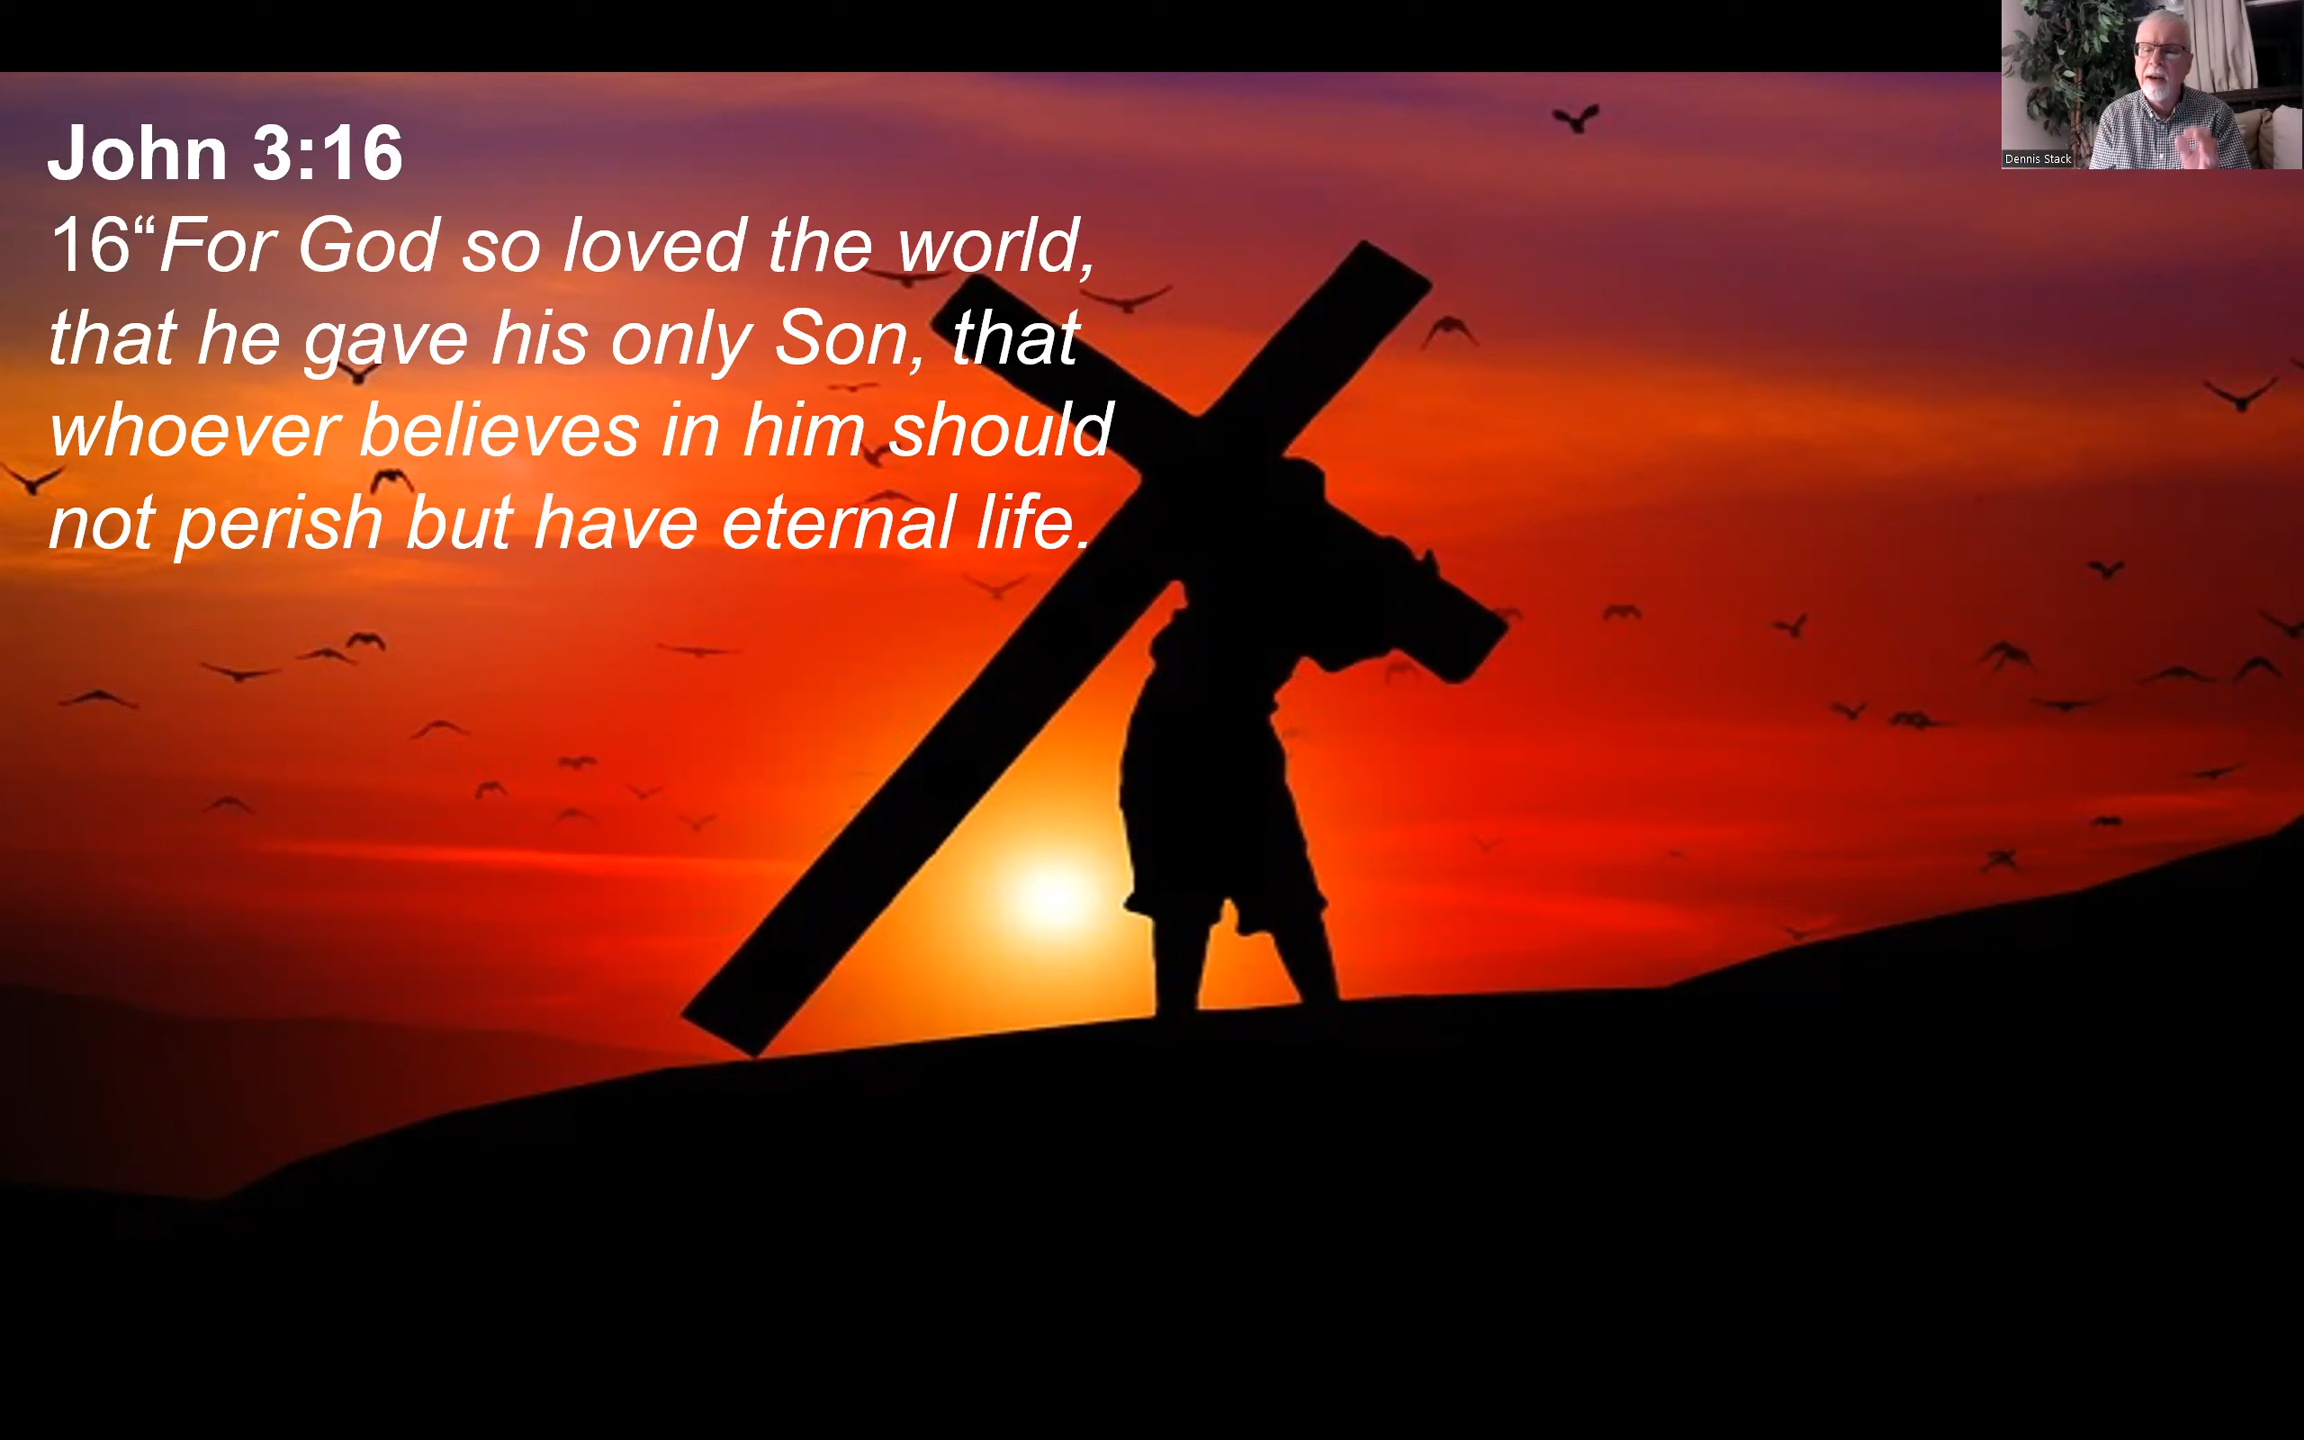 John 3:16
16“For God so loved the world,
that he gave his only Son, that
whoever believes in him should
not perish but have eternal life.
Dennis Stack